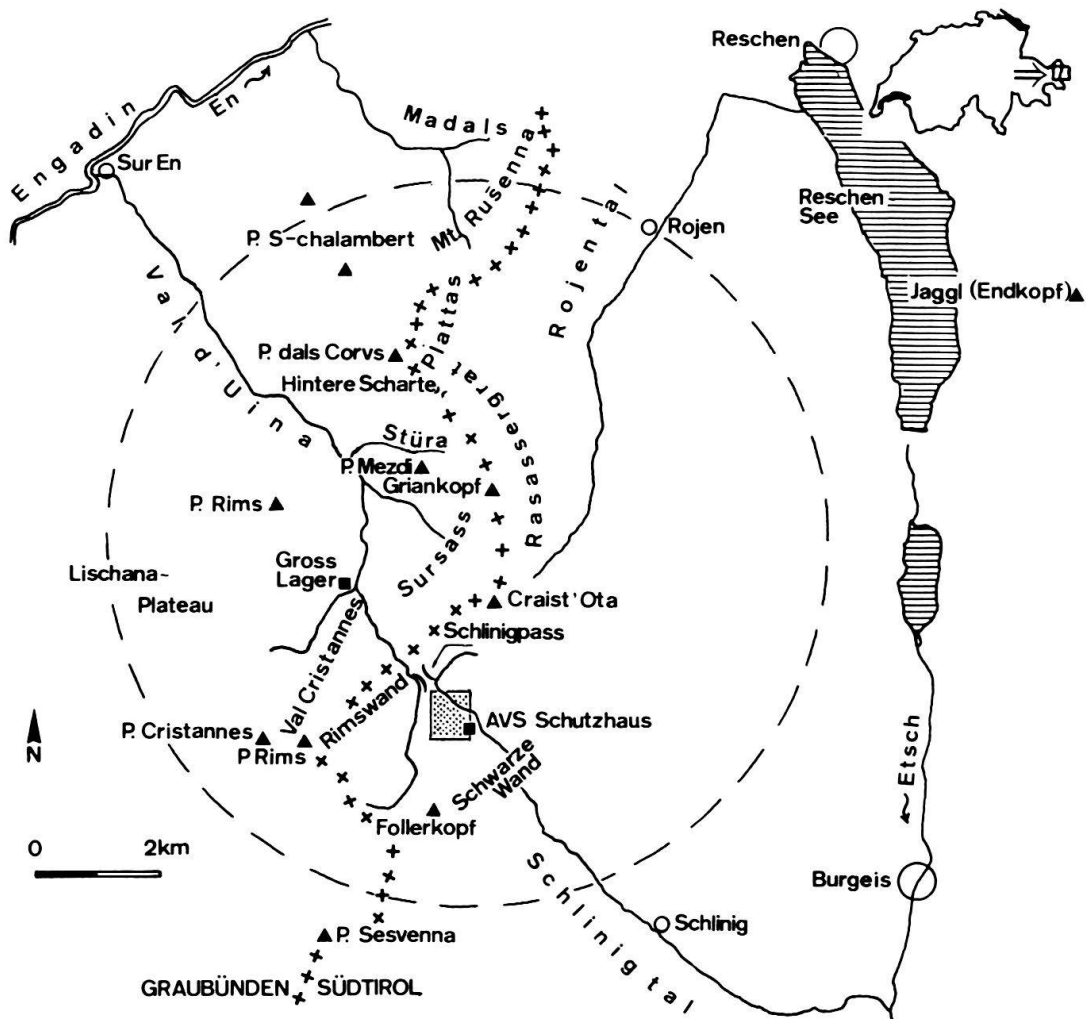 Reschen
Engadin
En
Madals
Sur En
Mt. Rušenna
Reschen
See
Rojen
P. S-chalambert
Rojental
Val d'Uina
Jaggl (Endkopf)
Plattas
P. dals Corvs
Hintere Scharte
Rasassergrat
Stüra
P. Mezdi
Griankopf
P. Rims
Sursass
Gross
Lager
Lischana-
Plateau
Craist'Ota
Schlinigpass
Val Cristannes
Rimswand
AVS Schutzhaus
P. Cristannes
P Rims
N
Schwarze
Wand
Etsch
Follerkopf
0 2km
Burgeis
Schlinigtal
Schlinig
P. Sesvenna
GRAUBÜNDEN
SÜDTIROL